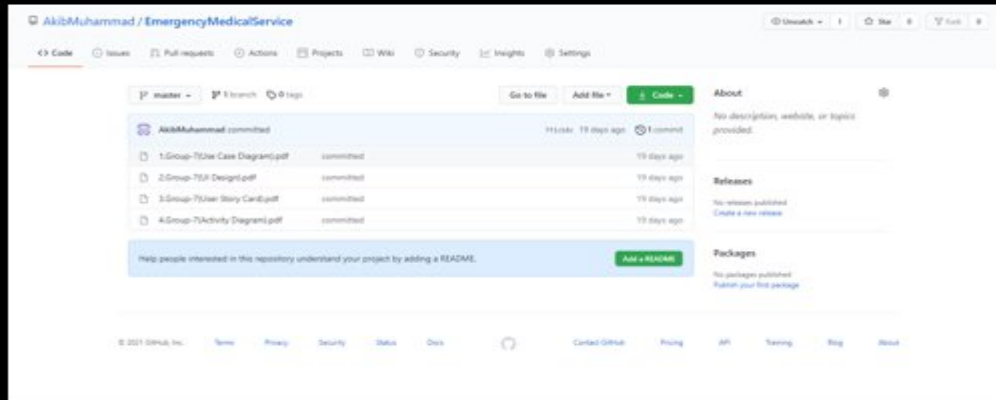 AkibMuhammad / EmergencyMedicalService
Unwatch 1 Star 0 Fork 0
Code Issues Pull requests Actions Projects Wiki Security Insights Settings
master 1 branch 0 tags Go to file Add file Code
AkibMuhammad committed 19 days ago 1 commit
1.Group-7(Use Case Diagram).pdf committed 19 days ago
2.Group-7(UI Design).pdf committed 19 days ago
3.Group-7(User Story Card).pdf committed 19 days ago
4.Group-7(Activity Diagram).pdf committed 19 days ago
Help people interested in this repository understand your project by adding a README. Add a README
About
No description, website, or topics
provided.
Releases
No releases published
Create a new release
Packages
No packages published
Publish your first package
© 2021 GitHub, Inc. Terms Privacy Security Status Docs Contact GitHub Pricing API Training Blog About